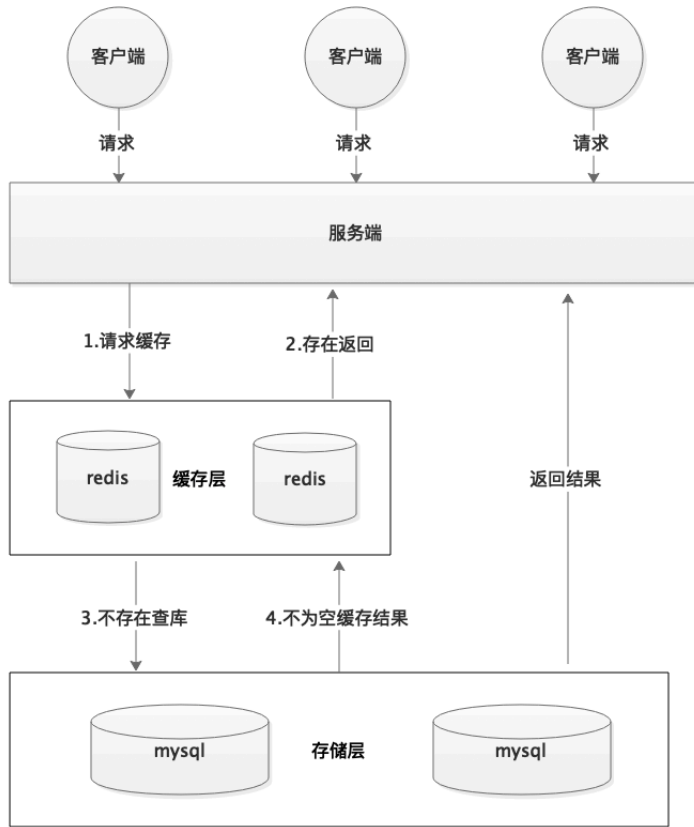 客户端
客户端
客户端
请求
请求
请求
服务端
1.请求缓存
2.存在返回
redis
缓存层
redis
返回结果
3.不存在查库
4.不为空缓存结果
mysql
存储层
mysql